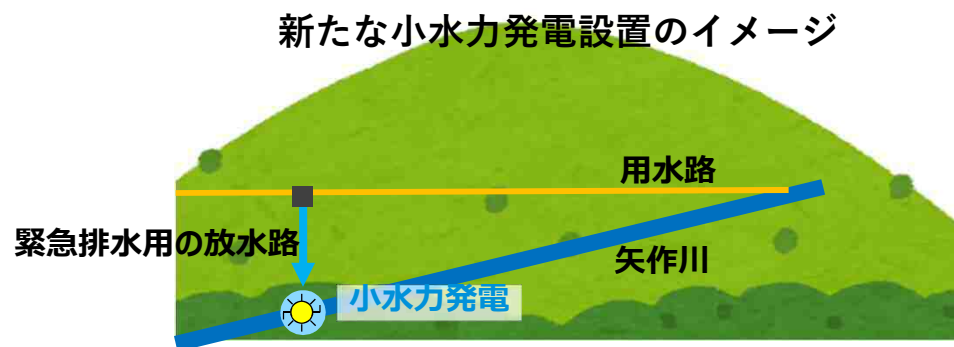 新たな小水力発電設置のイメージ
用水路
緊急排水用の放水路
矢作川
小水力発電